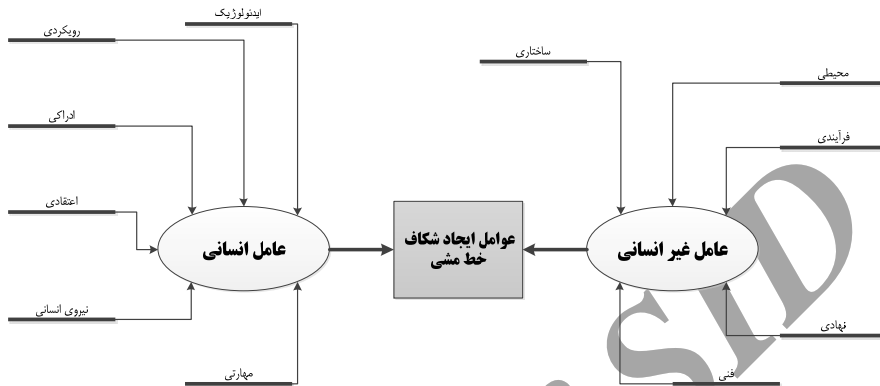 ایدئولوژیک
رویکردی
ساختاری
محیطی
ادراکی
فرآیندی
اعتقادی
عوامل ایجاد شکاف
خط مشی
عامل غیر انسانی
عامل انسانی
نیروی انسانی
نهادی
مهارتی
فنی
SID